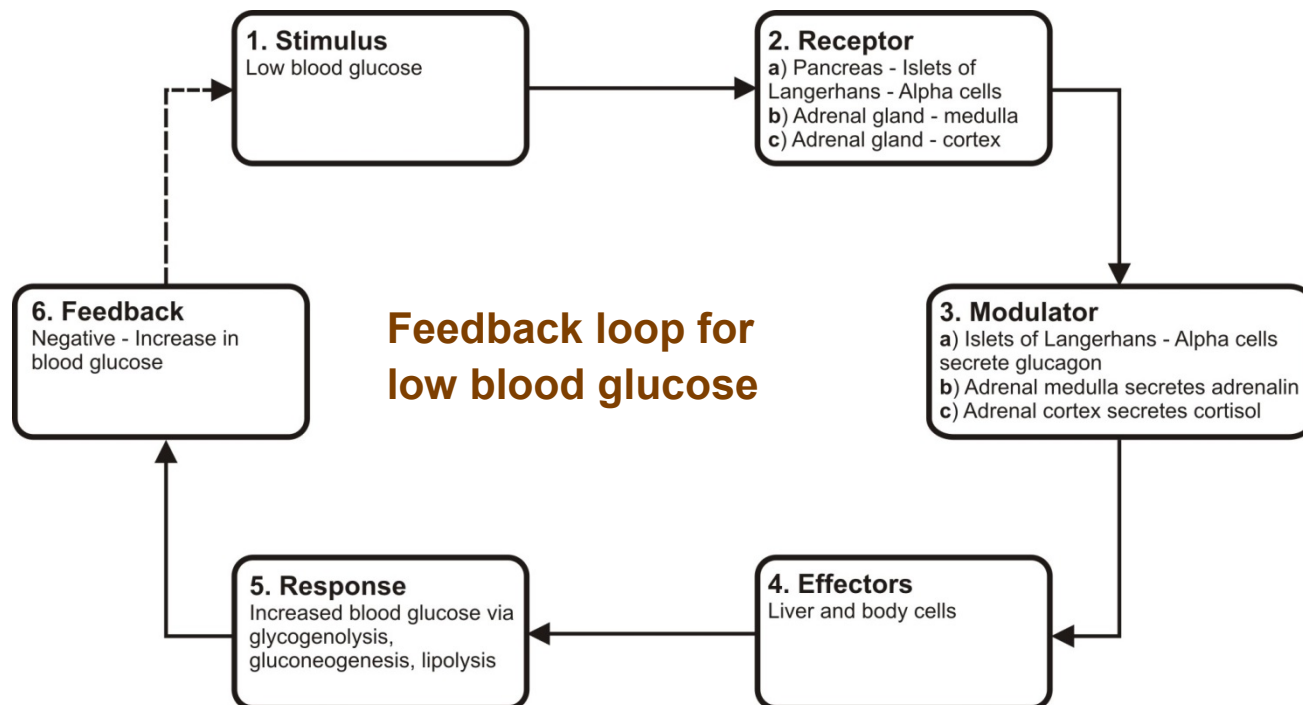 1. Stimulus
Low blood glucose
2. Receptor
a) Pancreas - Islets of
Langerhans - Alpha cells
b) Adrenal gland - medulla
c) Adrenal gland - cortex
3. Modulator
a) Islets of Langerhans - Alpha cells
secrete glucagon
b) Adrenal medulla secretes adrenalin
c) Adrenal cortex secretes cortisol
4. Effectors
Liver and body cells
5. Response
Increased blood glucose via
glycogenolysis,
gluconeogenesis, lipolysis
6. Feedback
Negative - Increase in
blood glucose
Feedback loop for
low blood glucose